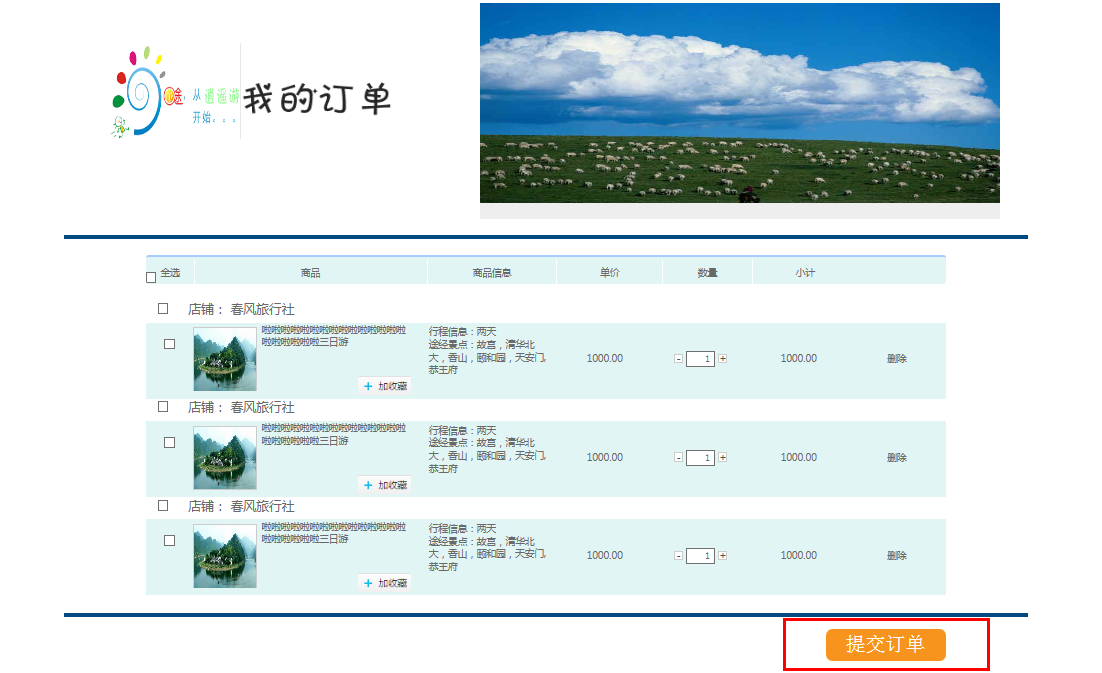 途，从逍遥游
开始。。。
我的订单
全选 商品 商品信息 单价 数量 小计
店铺： 春风旅行社
啦啦啦啦啦啦啦啦啦啦啦啦啦啦啦
啦啦啦啦啦啦三日游
+ 加收藏
行程信息：两天
途经景点：故宫，清华北
大，香山，颐和园，天安门，
恭王府
1000.00
- 1 +
1000.00
删除
店铺： 春风旅行社
啦啦啦啦啦啦啦啦啦啦啦啦啦啦啦
啦啦啦啦啦啦三日游
+ 加收藏
行程信息：两天
途经景点：故宫，清华北
大，香山，颐和园，天安门，
恭王府
1000.00
- 1 +
1000.00
删除
店铺： 春风旅行社
啦啦啦啦啦啦啦啦啦啦啦啦啦啦啦
啦啦啦啦啦啦三日游
+ 加收藏
行程信息：两天
途经景点：故宫，清华北
大，香山，颐和园，天安门，
恭王府
1000.00
- 1 +
1000.00
删除
提交订单